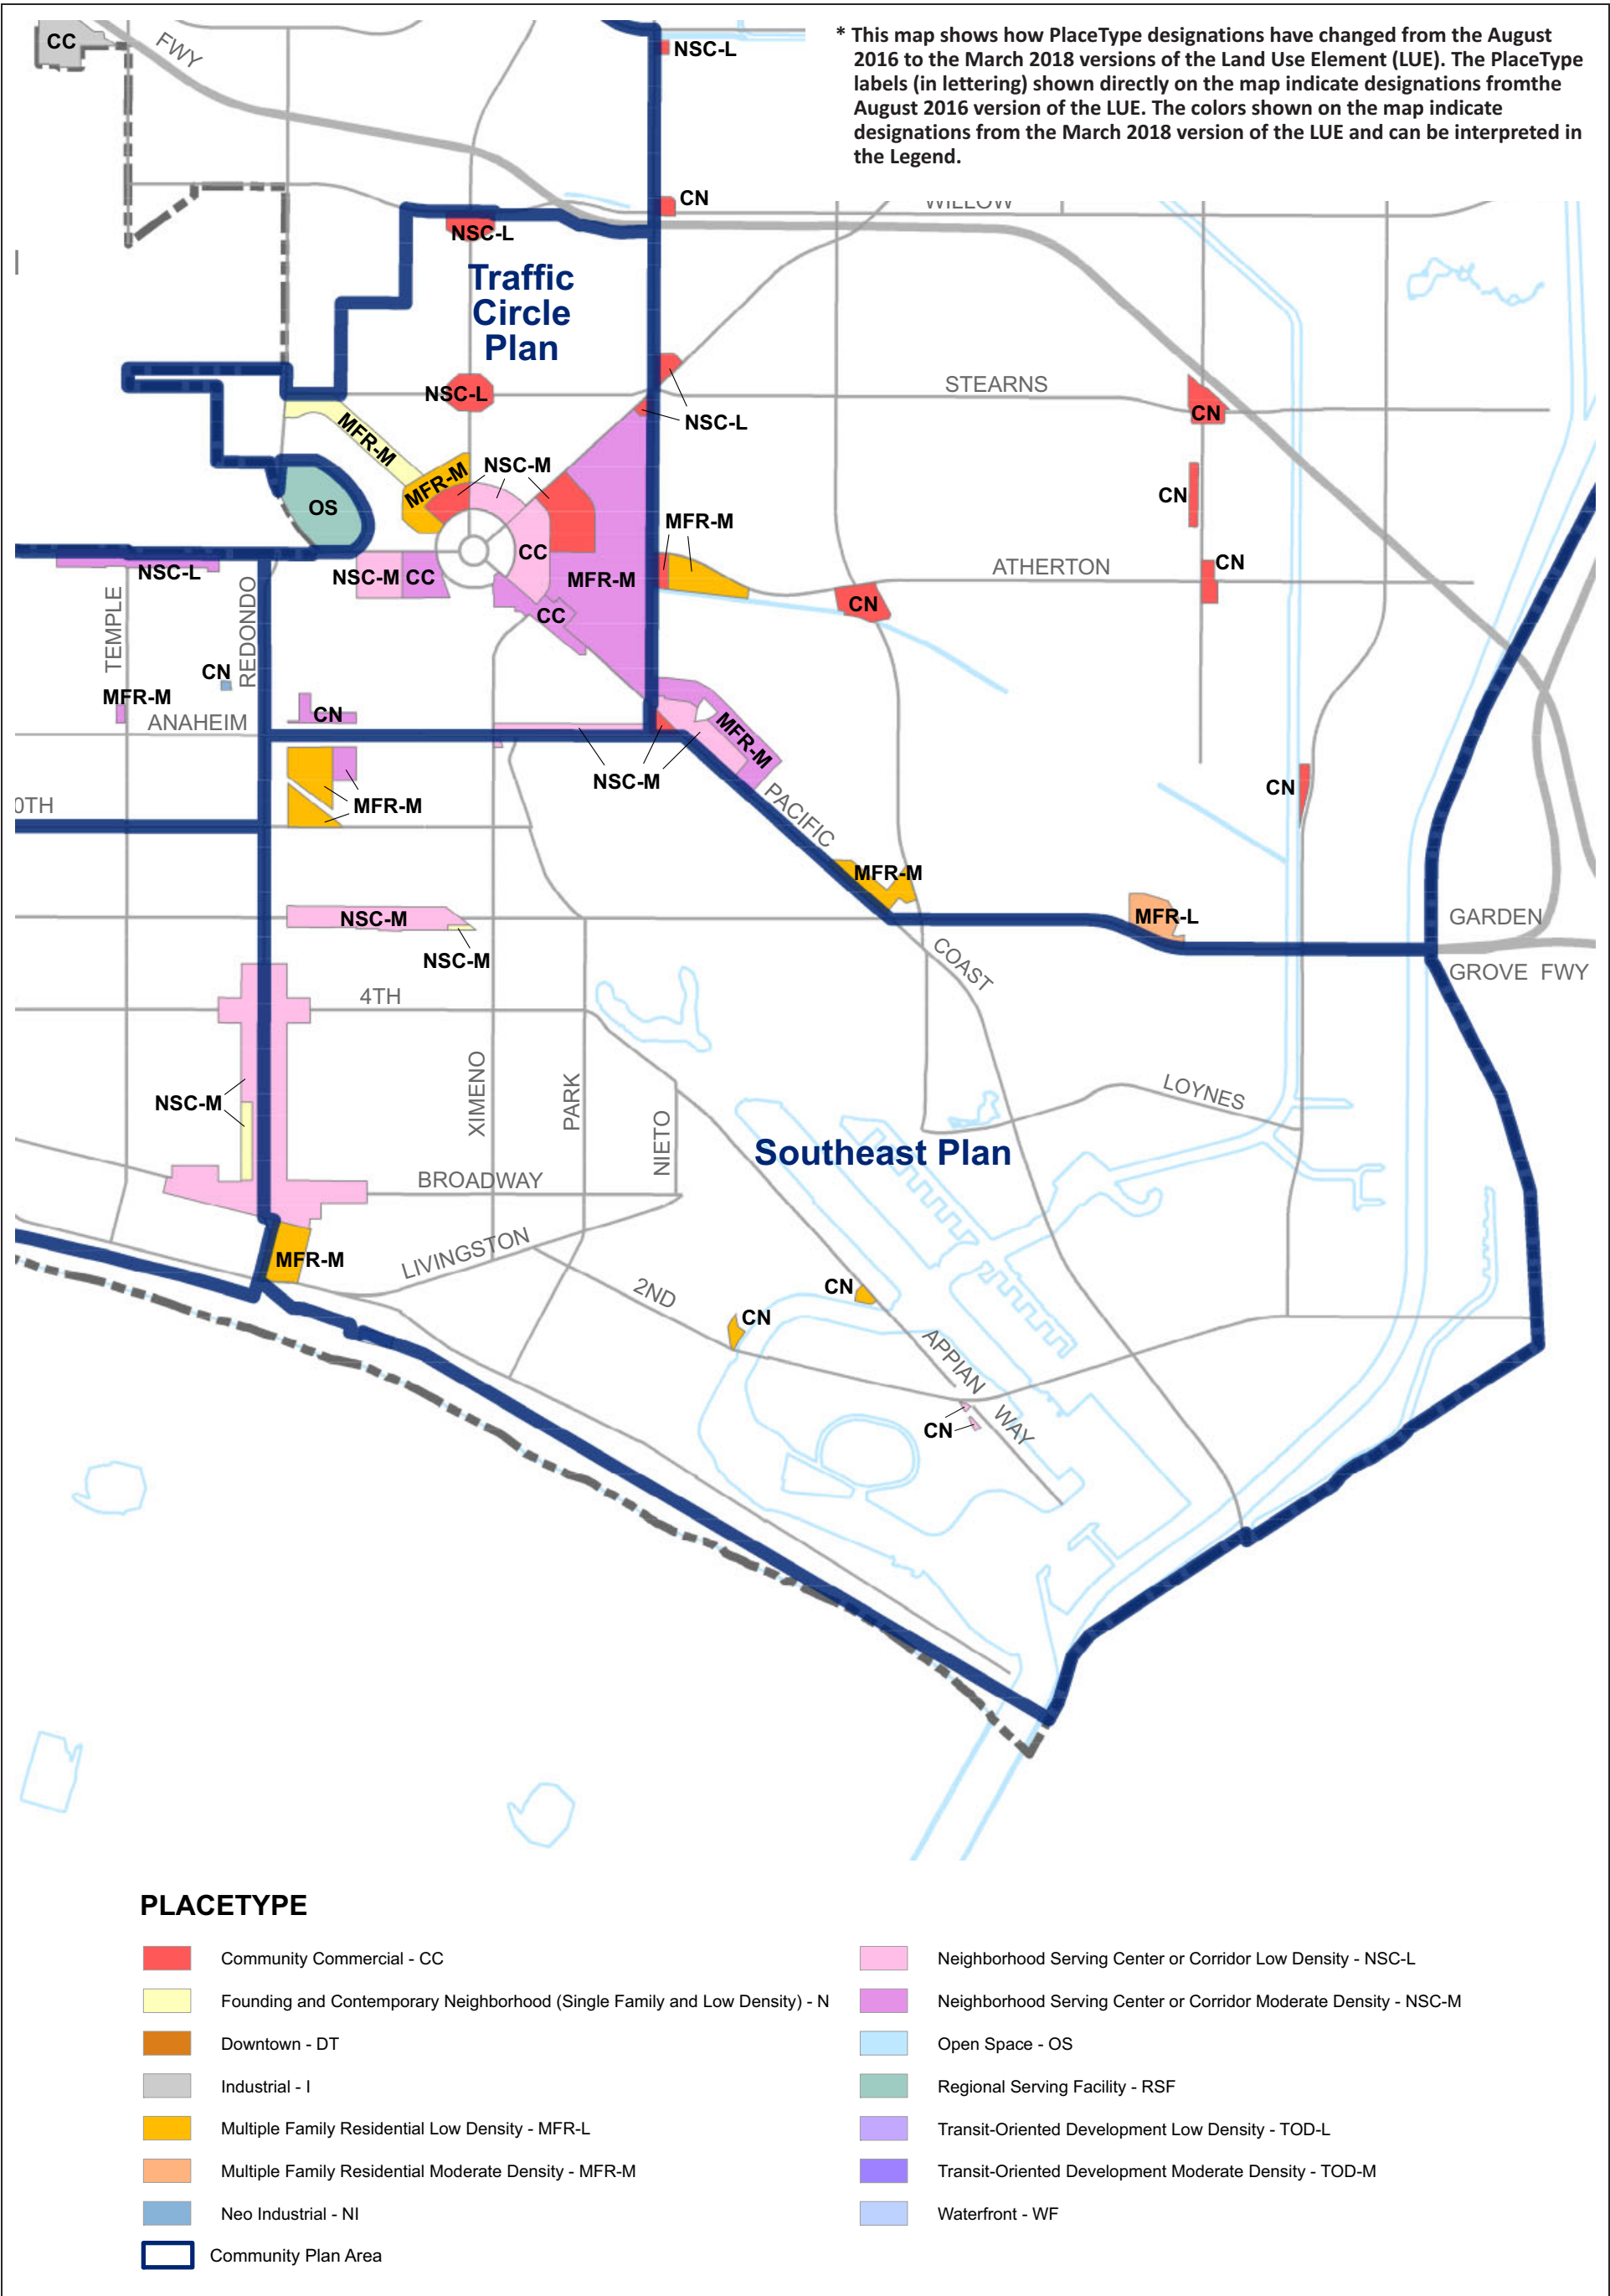 * This map shows how PlaceType designations have changed from the August
2016 to the March 2018 versions of the Land Use Element (LUE). The PlaceType
labels (in lettering) shown directly on the map indicate designations fromthe
August 2016 version of the LUE. The colors shown on the map indicate
designations from the March 2018 version of the LUE and can be interpreted in
the Legend.
CC
FWY
NSC-L
CN
WILLOW
NSC-L
Traffic
Circle
Plan
NSC-L
STEARNS
NSC-L
CN
MFR-M
MFR-M
NSC-M
CN
OS
MFR-M
CC
NSC-L
NSC-M
CC
MFR-M
ATHERTON
CN
CN
CC
TEMPLE
REDONDO
CN
MFR-M
ANAHEIM
CN
MFR-M
NSC-M
CN
0TH
MFR-M
PACIFIC
MFR-M
MFR-L
GARDEN
GROVE FWY
NSC-M
NSC-M
COAST
4TH
NSC-M
XIMENO
PARK
NIETO
LOYNES
Southeast Plan
BROADWAY
MFR-M
LIVINGSTON
2ND
CN
CN
APPIAN
WAY
CN
PLACETYPE
Community Commercial - CC
Founding and Contemporary Neighborhood (Single Family and Low Density) - N
Downtown - DT
Industrial - I
Multiple Family Residential Low Density - MFR-L
Multiple Family Residential Moderate Density - MFR-M
Neo Industrial - NI
Community Plan Area
Neighborhood Serving Center or Corridor Low Density - NSC-L
Neighborhood Serving Center or Corridor Moderate Density - NSC-M
Open Space - OS
Regional Serving Facility - RSF
Transit-Oriented Development Low Density - TOD-L
Transit-Oriented Development Moderate Density - TOD-M
Waterfront - WF